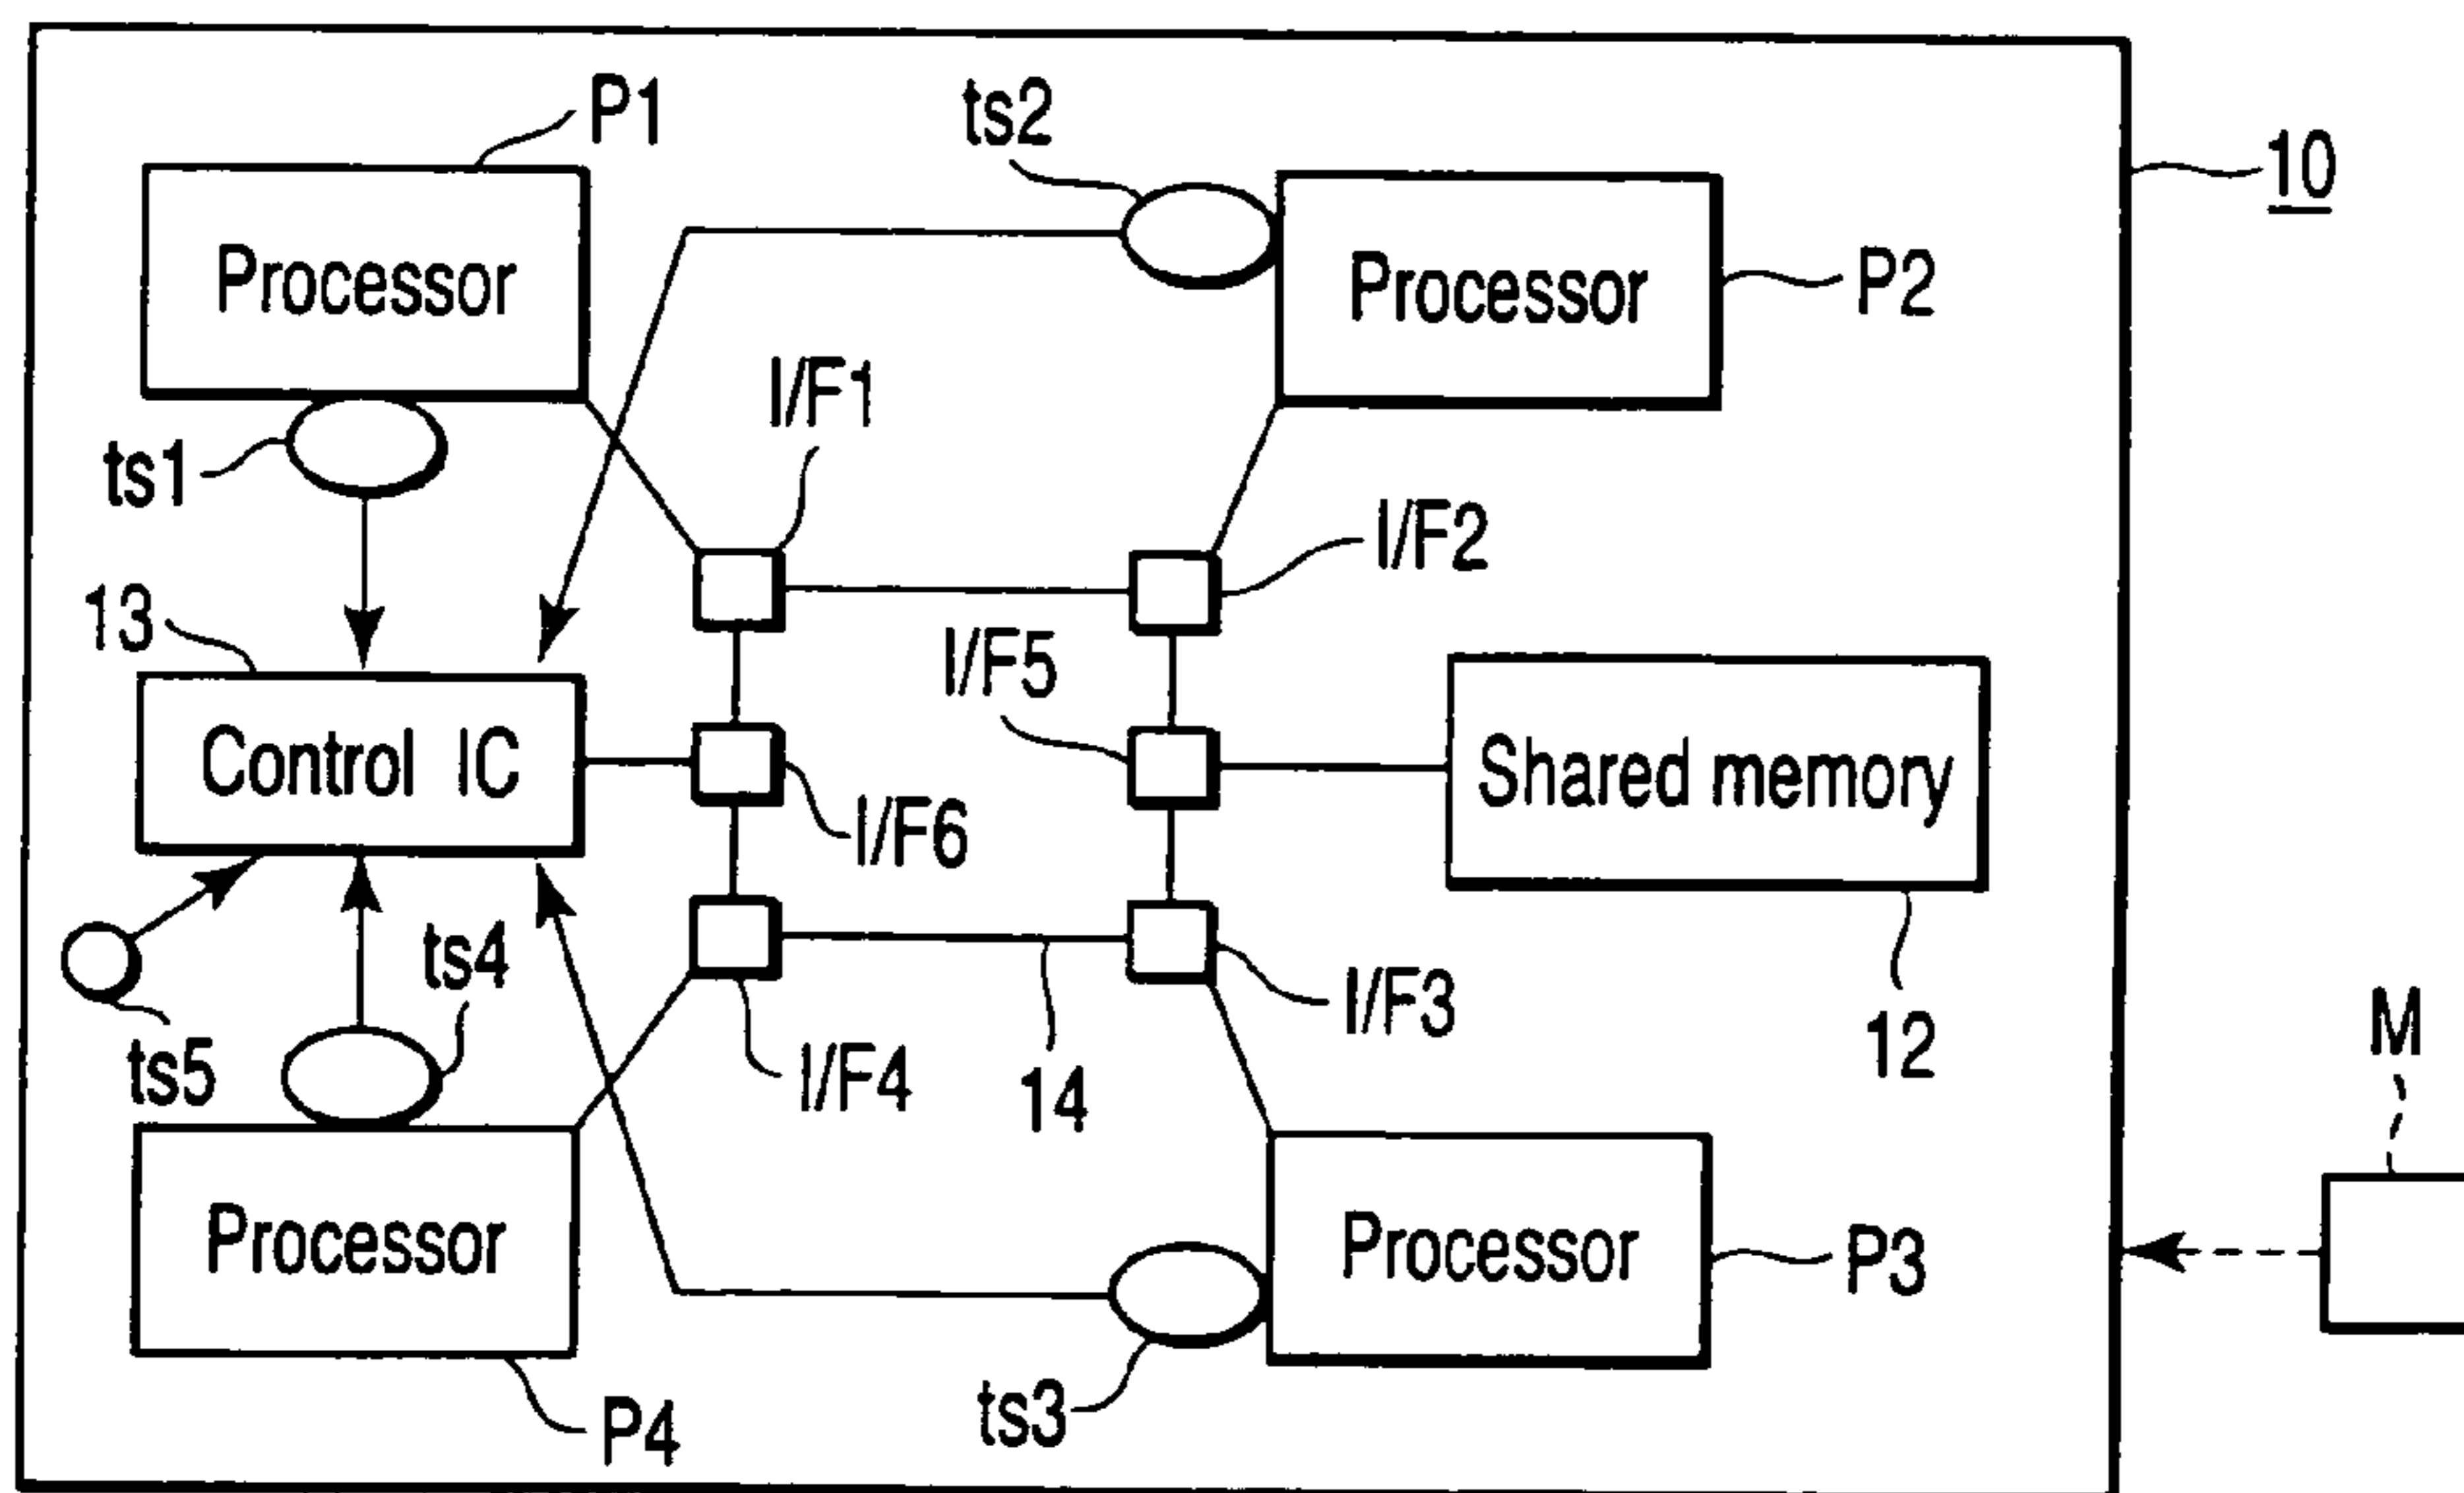 P1
ts2
10
Processor
Processor
P2
I/F1
ts1
I/F2
13
I/F5
Control IC
Shared memory
I/F6
ts4
I/F3
M
ts5
I/F4
14
12
Processor
Processor
P3
ts3
P4